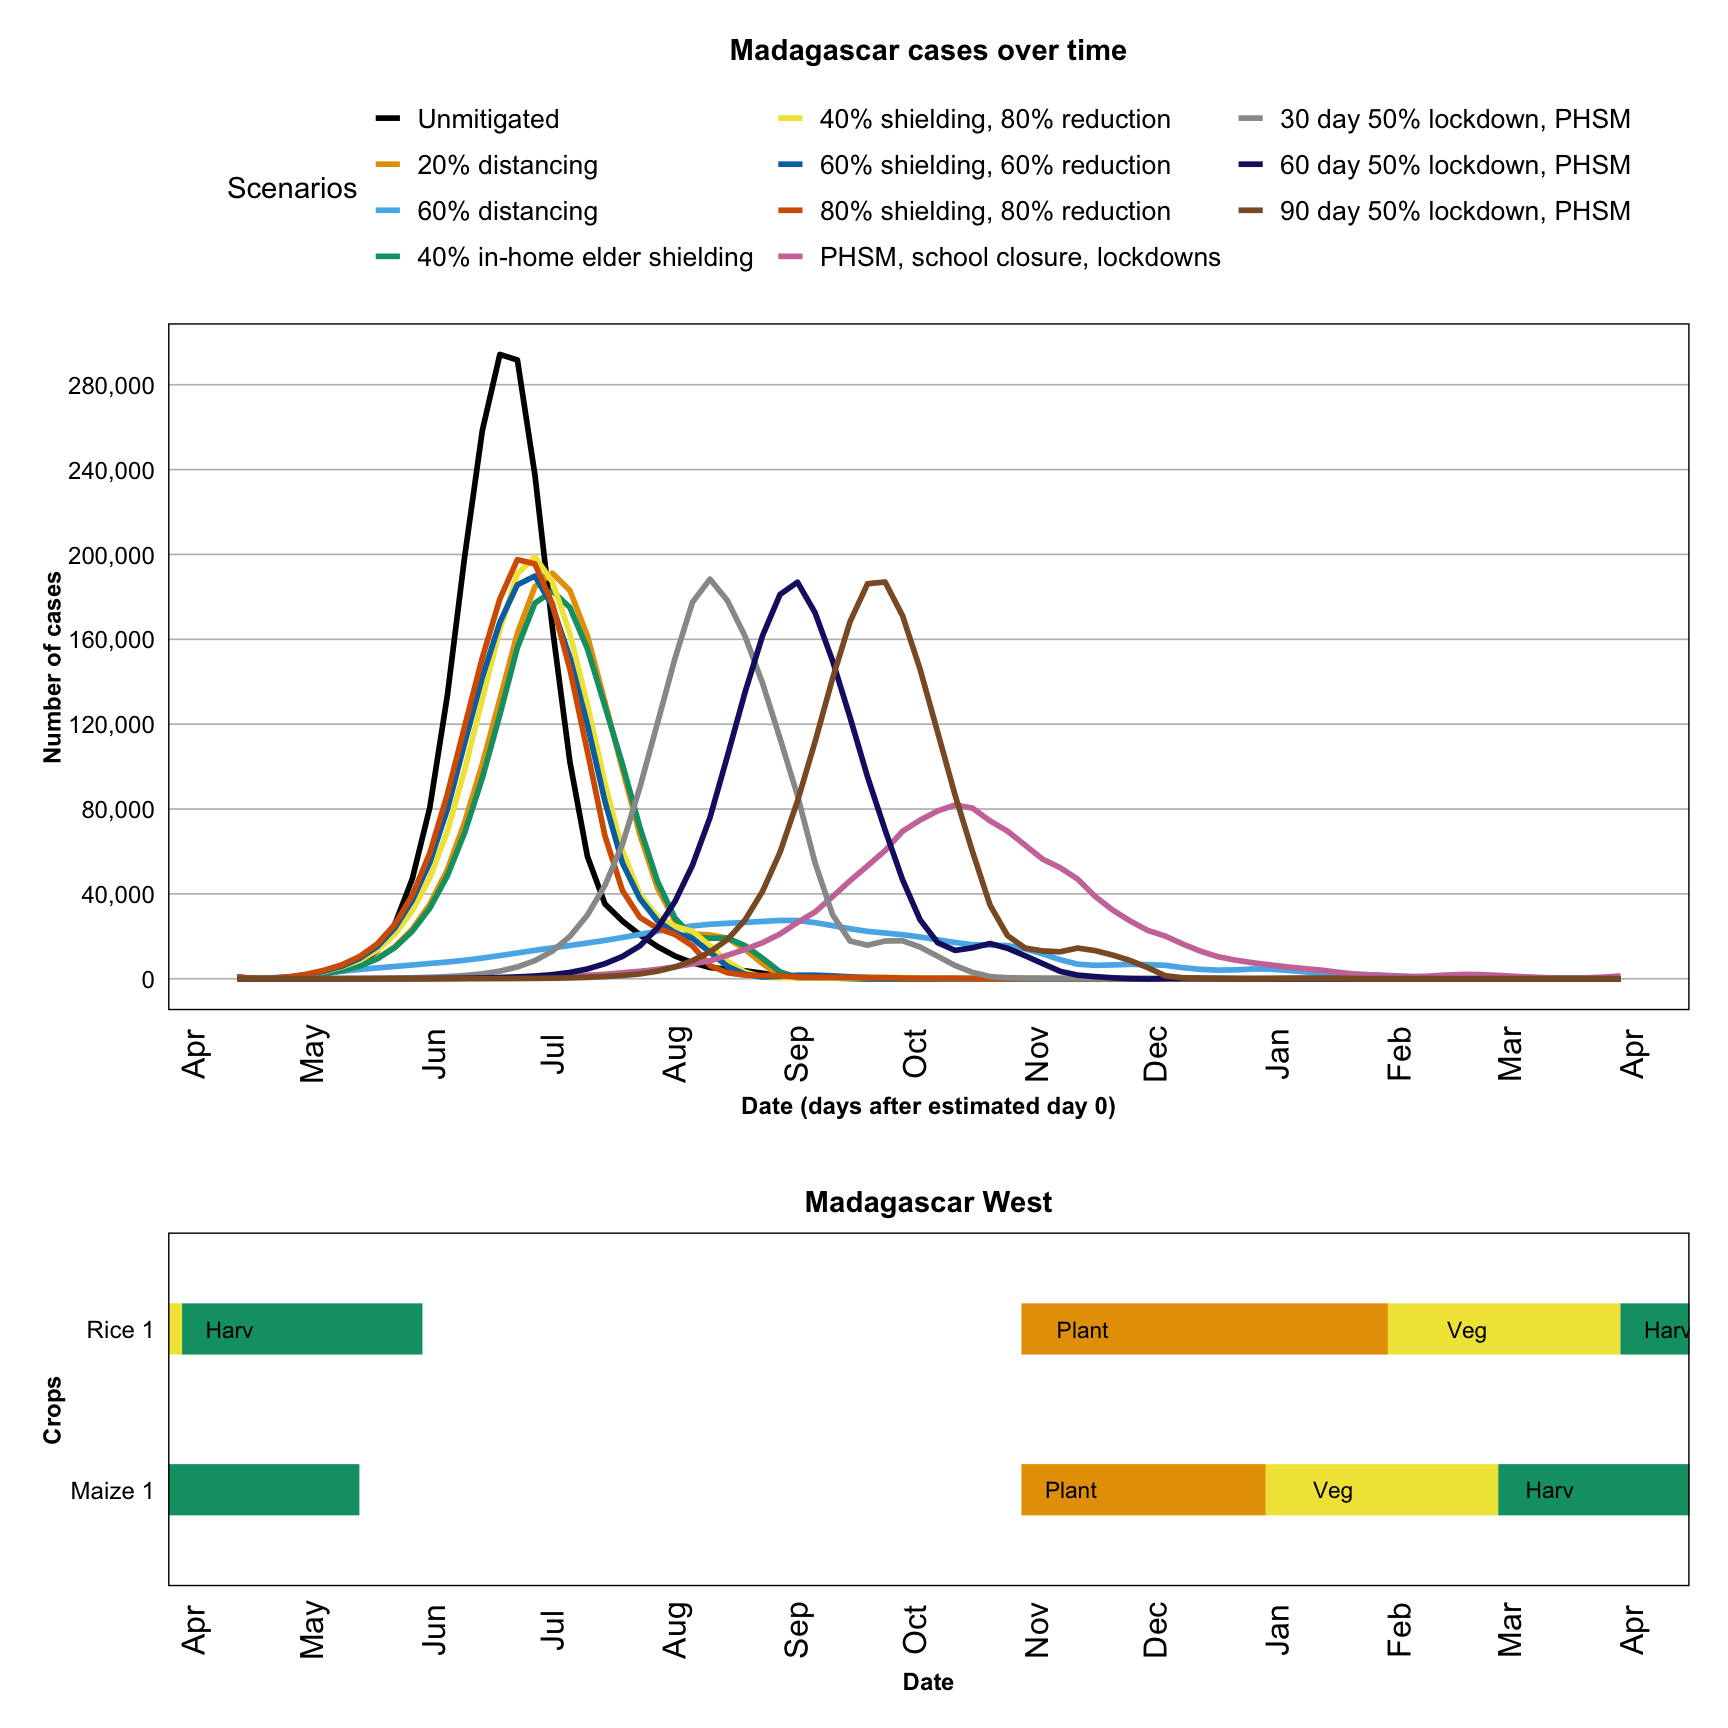 Madagascar cases over time
Scenarios
Unmitigated
20% distancing
60% distancing
40% in-home elder shielding
40% shielding, 80% reduction
60% shielding, 60% reduction
80% shielding, 80% reduction
PHSM, school closure, lockdowns
30 day 50% lockdown, PHSM
60 day 50% lockdown, PHSM
90 day 50% lockdown, PHSM
Number of cases
280,000
240,000
200,000
160,000
120,000
80,000
40,000
0
Apr May Jun Jul Aug Sep Oct Nov Dec Jan Feb Mar Apr
Date (days after estimated day 0)
Madagascar West
Crops
Rice 1 Harv Plant Veg Harv
Maize 1 Plant Veg Harv
Apr May Jun Jul Aug Sep Oct Nov Dec Jan Feb Mar Apr
Date